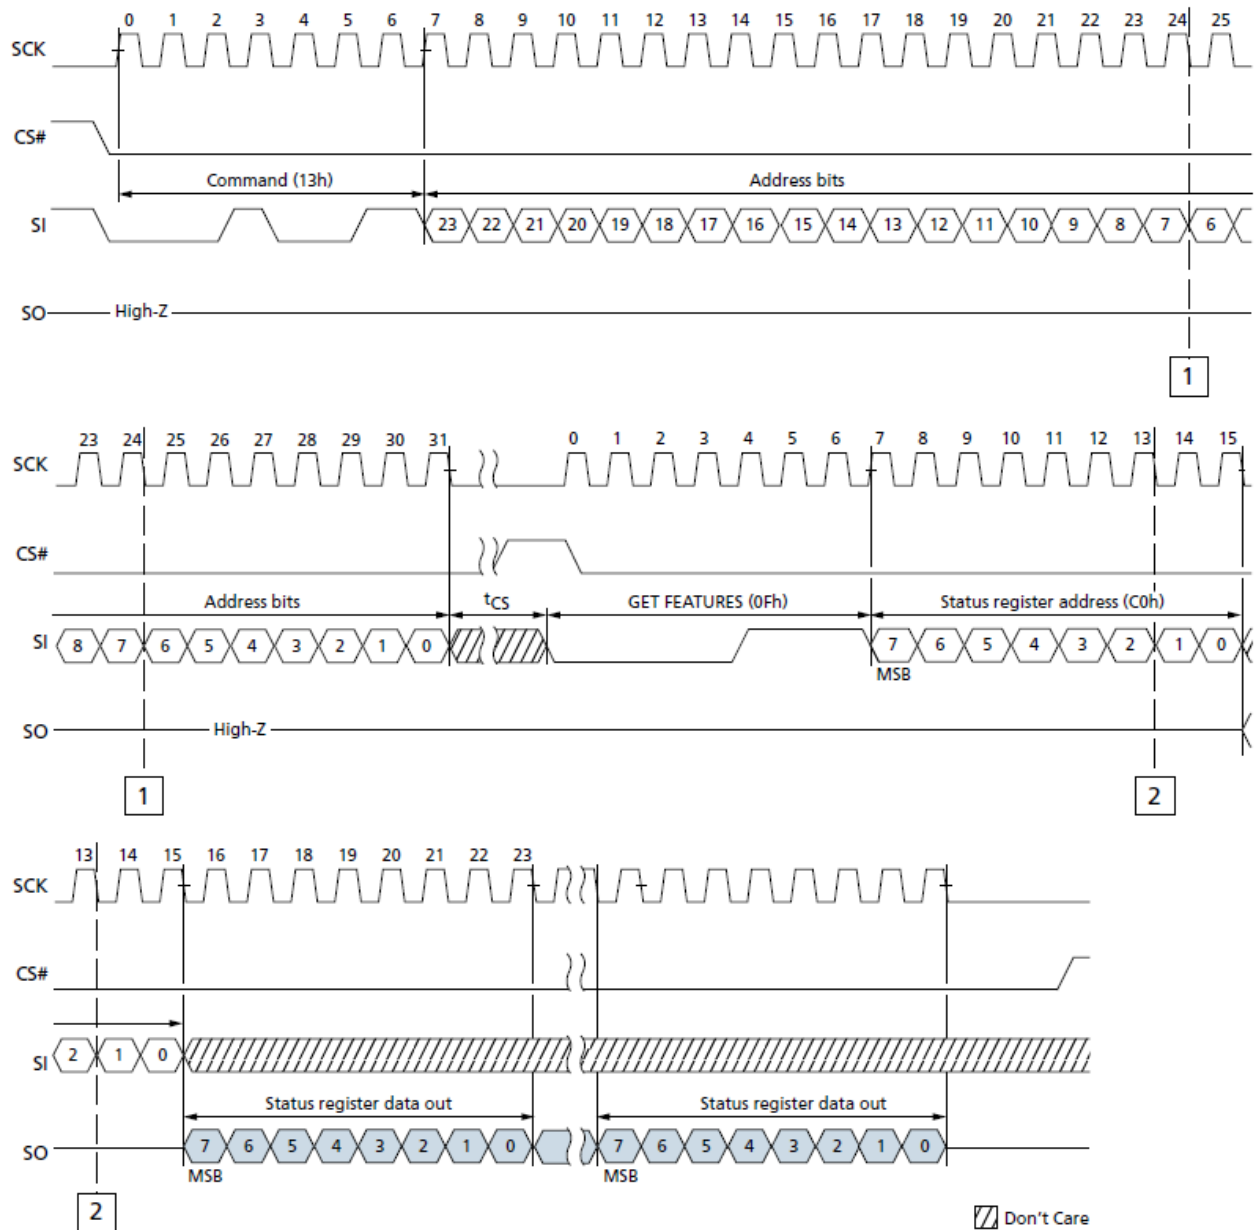 0 1 2 3 4 5 6 7 8 9 10 11 12 13 14 15 16 17 18 19 20 21 22 23 24 25
SCK
CS#
Command (13h) Address bits
SI 23 22 21 20 19 18 17 16 15 14 13 12 11 10 9 8 7 6
SO High-Z
1
23 24 25 26 27 28 29 30 31 0 1 2 3 4 5 6 7 8 9 10 11 12 13 14 15
SCK
CS#
Address bits tCS GET FEATURES (0Fh) Status register address (C0h)
SI 8 7 6 5 4 3 2 1 0 7 6 5 4 3 2 1 0
MSB
SO High-Z
1 2
13 14 15 16 17 18 19 20 21 22 23
SCK
CS#
SI 2 1 0
Status register data out Status register data out
SO 7 6 5 4 3 2 1 0 7 6 5 4 3 2 1 0
MSB MSB
2
Don't Care